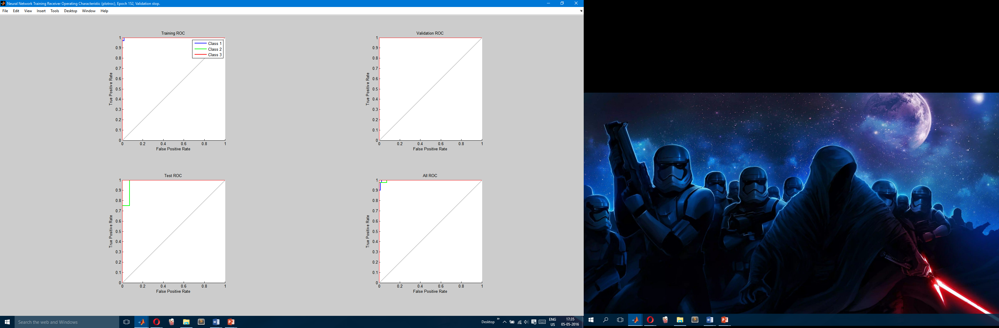 Neural Network Training Receiver Operating Characteristic (plotroc), Epoch 152, Validation stop.
File Edit View Insert Tools Desktop Window Help
Training ROC
1
0.9
0.8
0.7
0.6
0.5
0.4
0.3
0.2
0.1
0
True Positive Rate
Class 1
Class 2
Class 3
0 0.2 0.4 0.6 0.8 1
False Positive Rate
Validation ROC
1
0.9
0.8
0.7
0.6
0.5
0.4
0.3
0.2
0.1
0
True Positive Rate
0 0.2 0.4 0.6 0.8 1
False Positive Rate
Test ROC
1
0.9
0.8
0.7
0.6
0.5
0.4
0.3
0.2
0.1
0
True Positive Rate
0 0.2 0.4 0.6 0.8 1
False Positive Rate
All ROC
1
0.9
0.8
0.7
0.6
0.5
0.4
0.3
0.2
0.1
0
True Positive Rate
0 0.2 0.4 0.6 0.8 1
False Positive Rate
Search the web and Windows
Desktop
ENG
US
17:35
05-05-2016